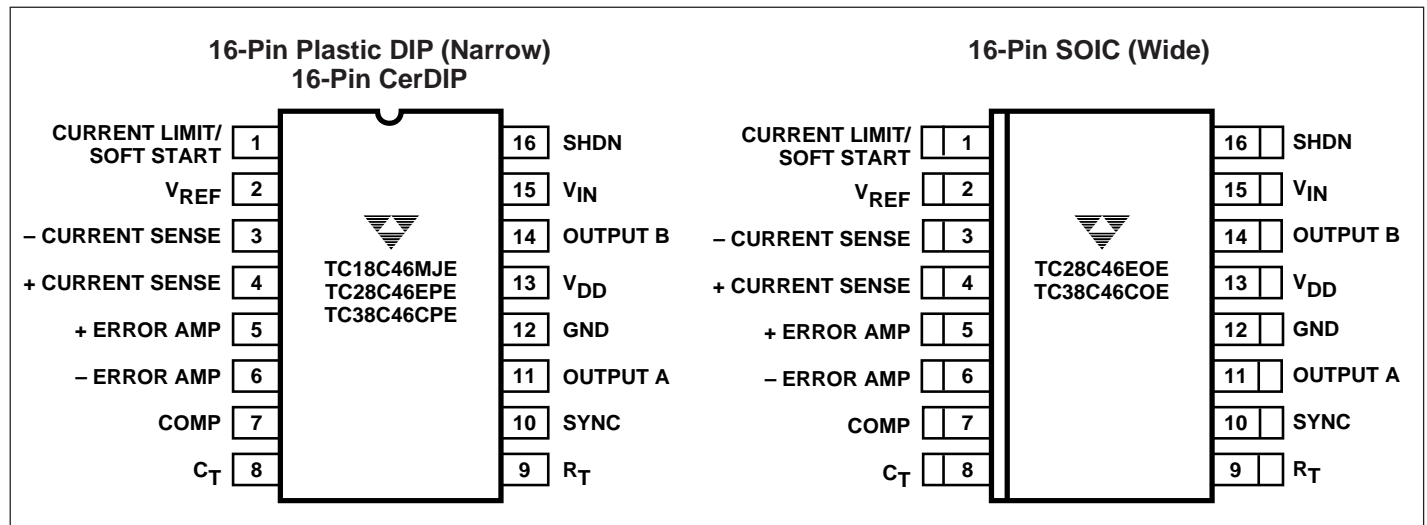 16-Pin Plastic DIP (Narrow)
16-Pin CerDIP
CURRENT LIMIT/
SOFT START
1
VREF 2
– CURRENT SENSE 3
+ CURRENT SENSE 4
+ ERROR AMP 5
– ERROR AMP 6
COMP 7
CT 8
TC18C46MJE
TC28C46EPE
TC38C46CPE
16 SHDN
15 VIN
14 OUTPUT B
13 VDD
12 GND
11 OUTPUT A
10 SYNC
9 RT
16-Pin SOIC (Wide)
CURRENT LIMIT/
SOFT START
1
VREF 2
– CURRENT SENSE 3
+ CURRENT SENSE 4
+ ERROR AMP 5
– ERROR AMP 6
COMP 7
CT 8
TC28C46EOE
TC38C46COE
16 SHDN
15 VIN
14 OUTPUT B
13 VDD
12 GND
11 OUTPUT A
10 SYNC
9 RT